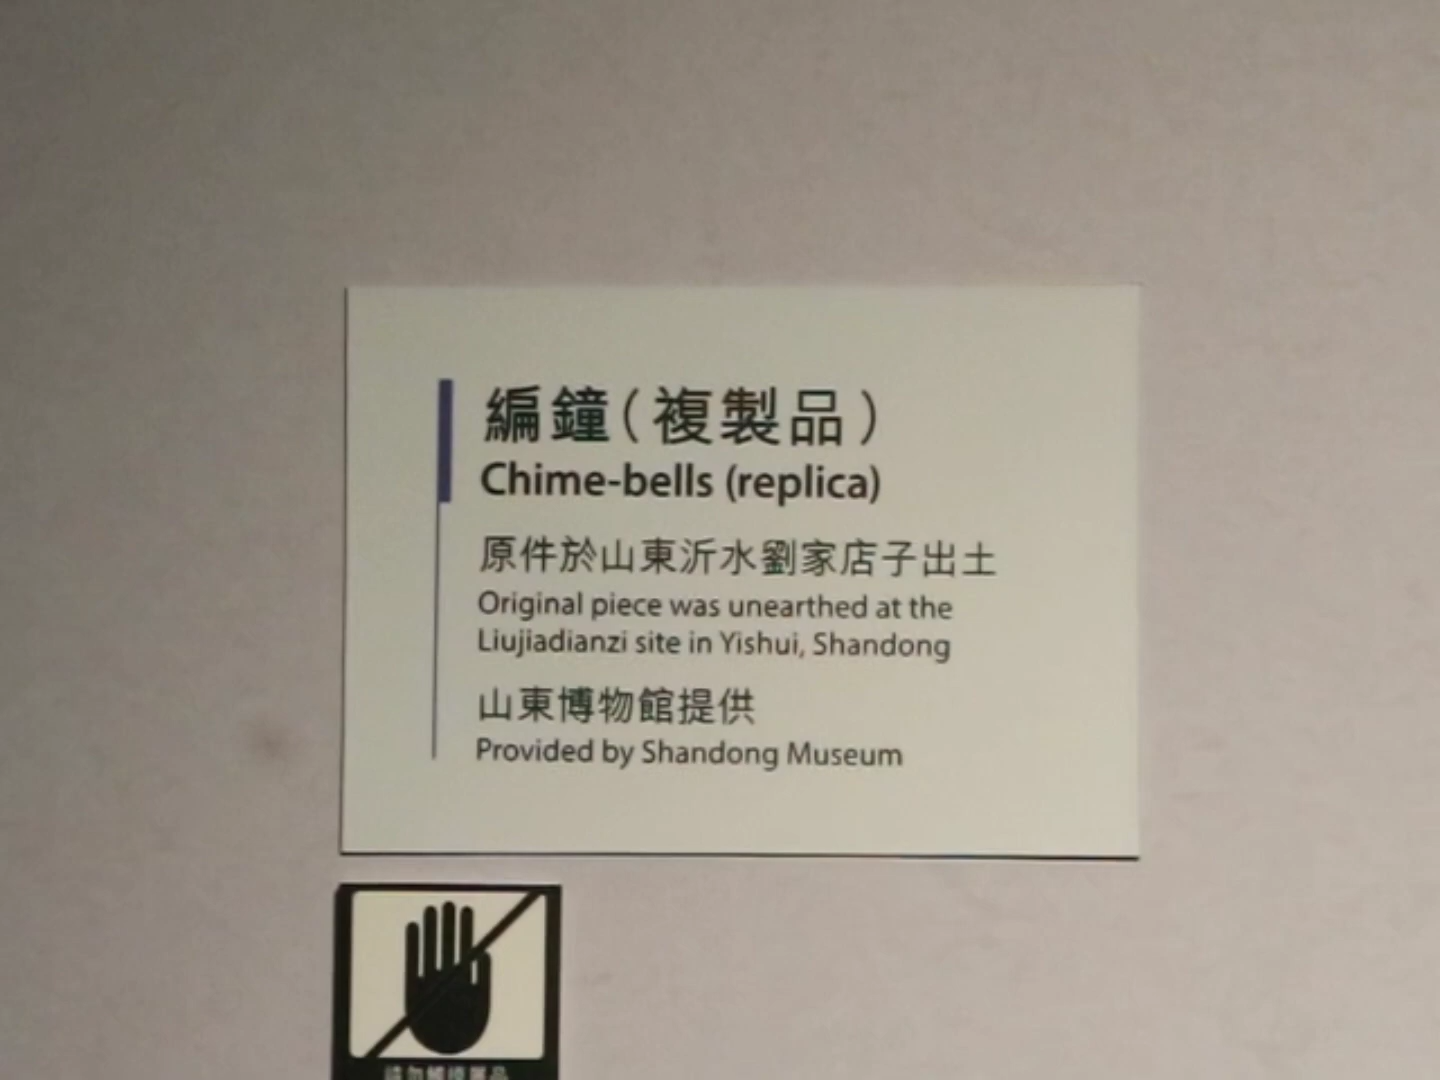 編鐘(複製品)
Chime-bells (replica)
原件於山東沂水劉家店子出土
Original piece was unearthed at the
Liujiadianzi site in Yishui, Shandong
山東博物館提供
Provided by Shandong Museum